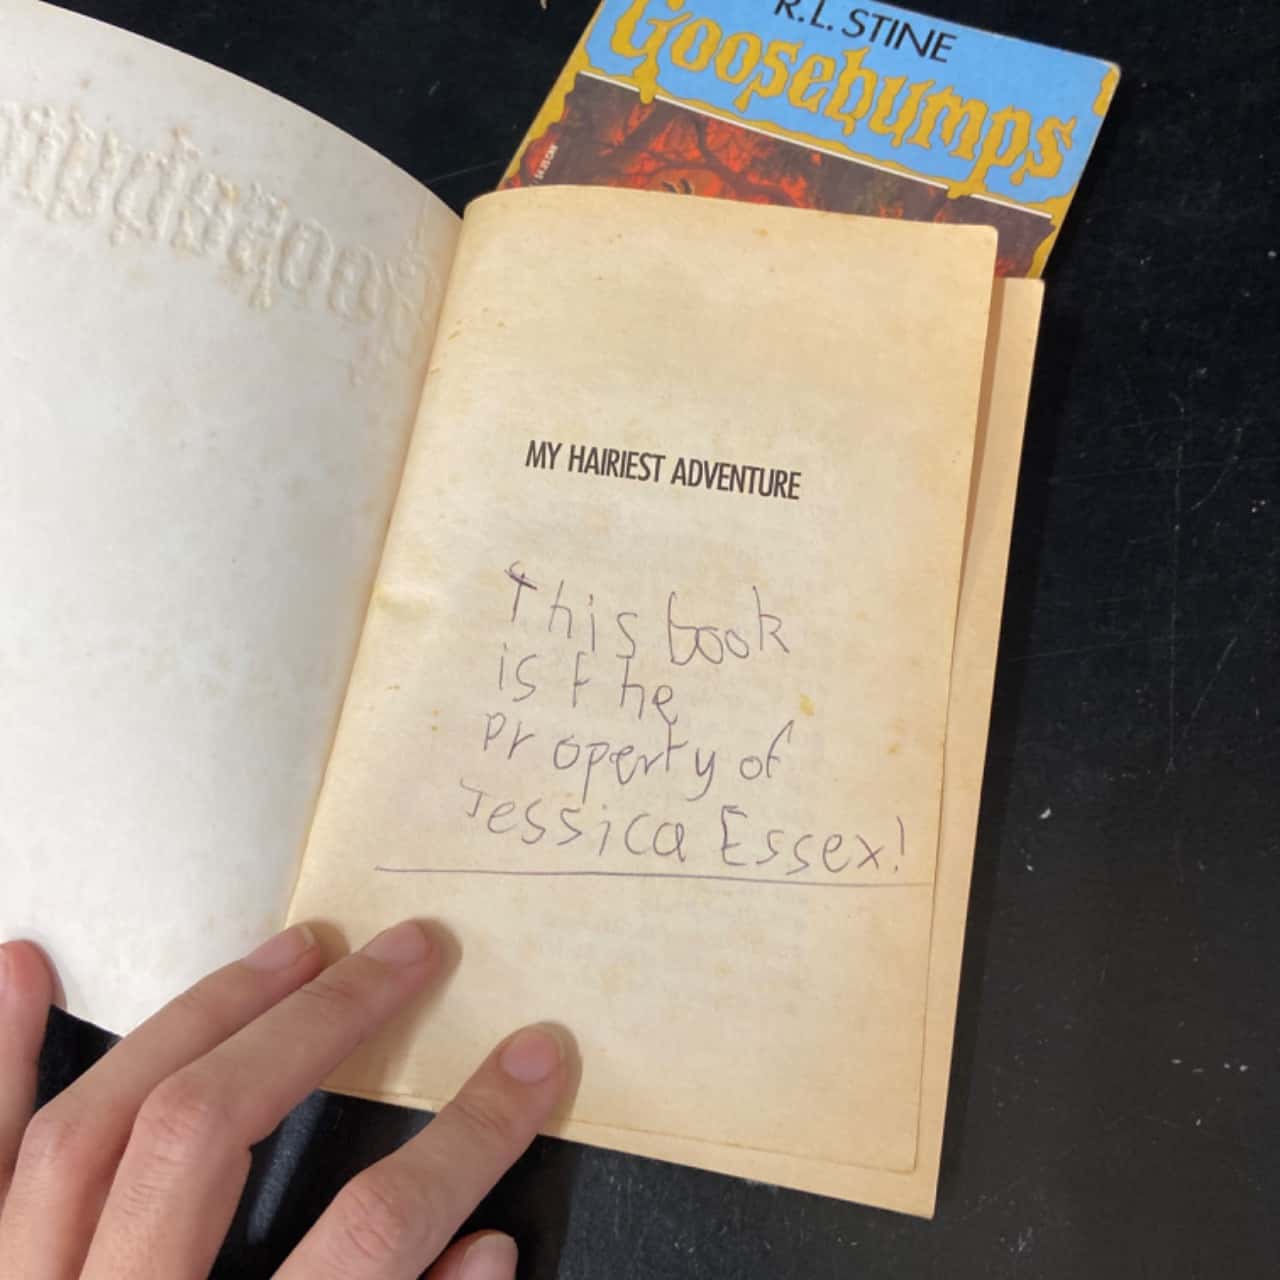 R.L. STINE
Goosebumps
MY HAIRIEST ADVENTURE
This book
is the
property of
Jessica Essex!